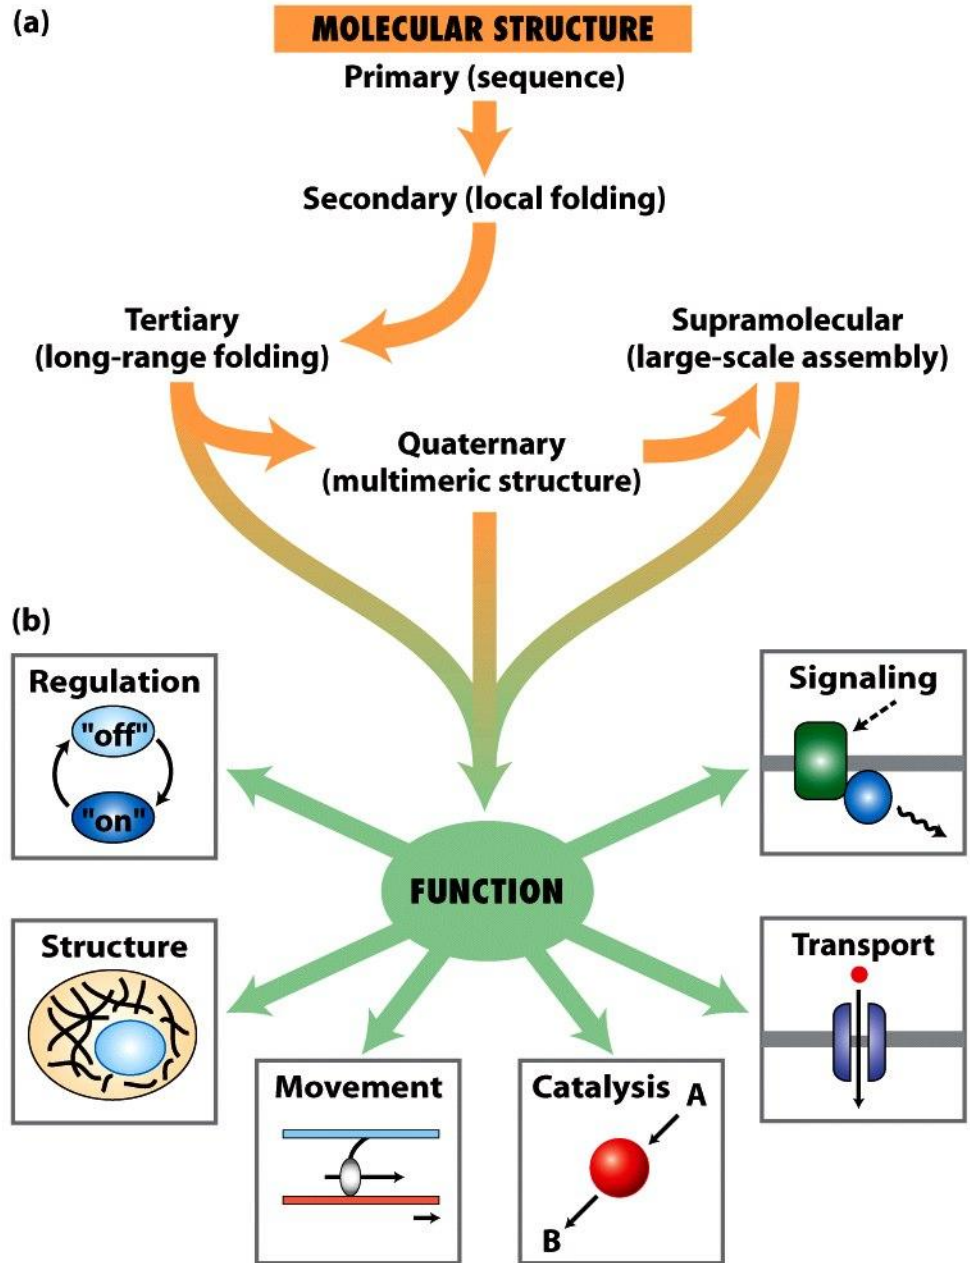 (a)
MOLECULAR STRUCTURE
Primary (sequence)
Secondary (local folding)
Tertiary
(long-range folding)
Supramolecular
(large-scale assembly)
Quaternary
(multimeric structure)
(b)
Regulation
"off"
"on"
Signaling
FUNCTION
Structure
Transport
Movement
Catalysis
A
B